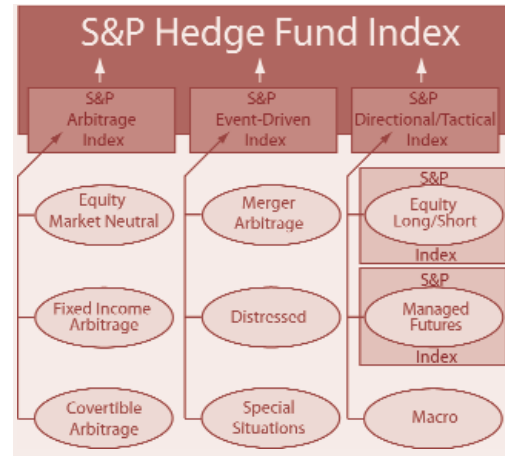 S&P Hedge Fund Index
S&P
Arbitrage
Index
S&P
Event-Driven
Index
S&P
Directional/Tactical
Index
Equity
Market Neutral
Merger
Arbitrage
S&P
Equity
Long/Short
Index
Fixed Income
Arbitrage
Distressed
S&P
Managed
Futures
Index
Covertible
Arbitrage
Special
Situations
Macro